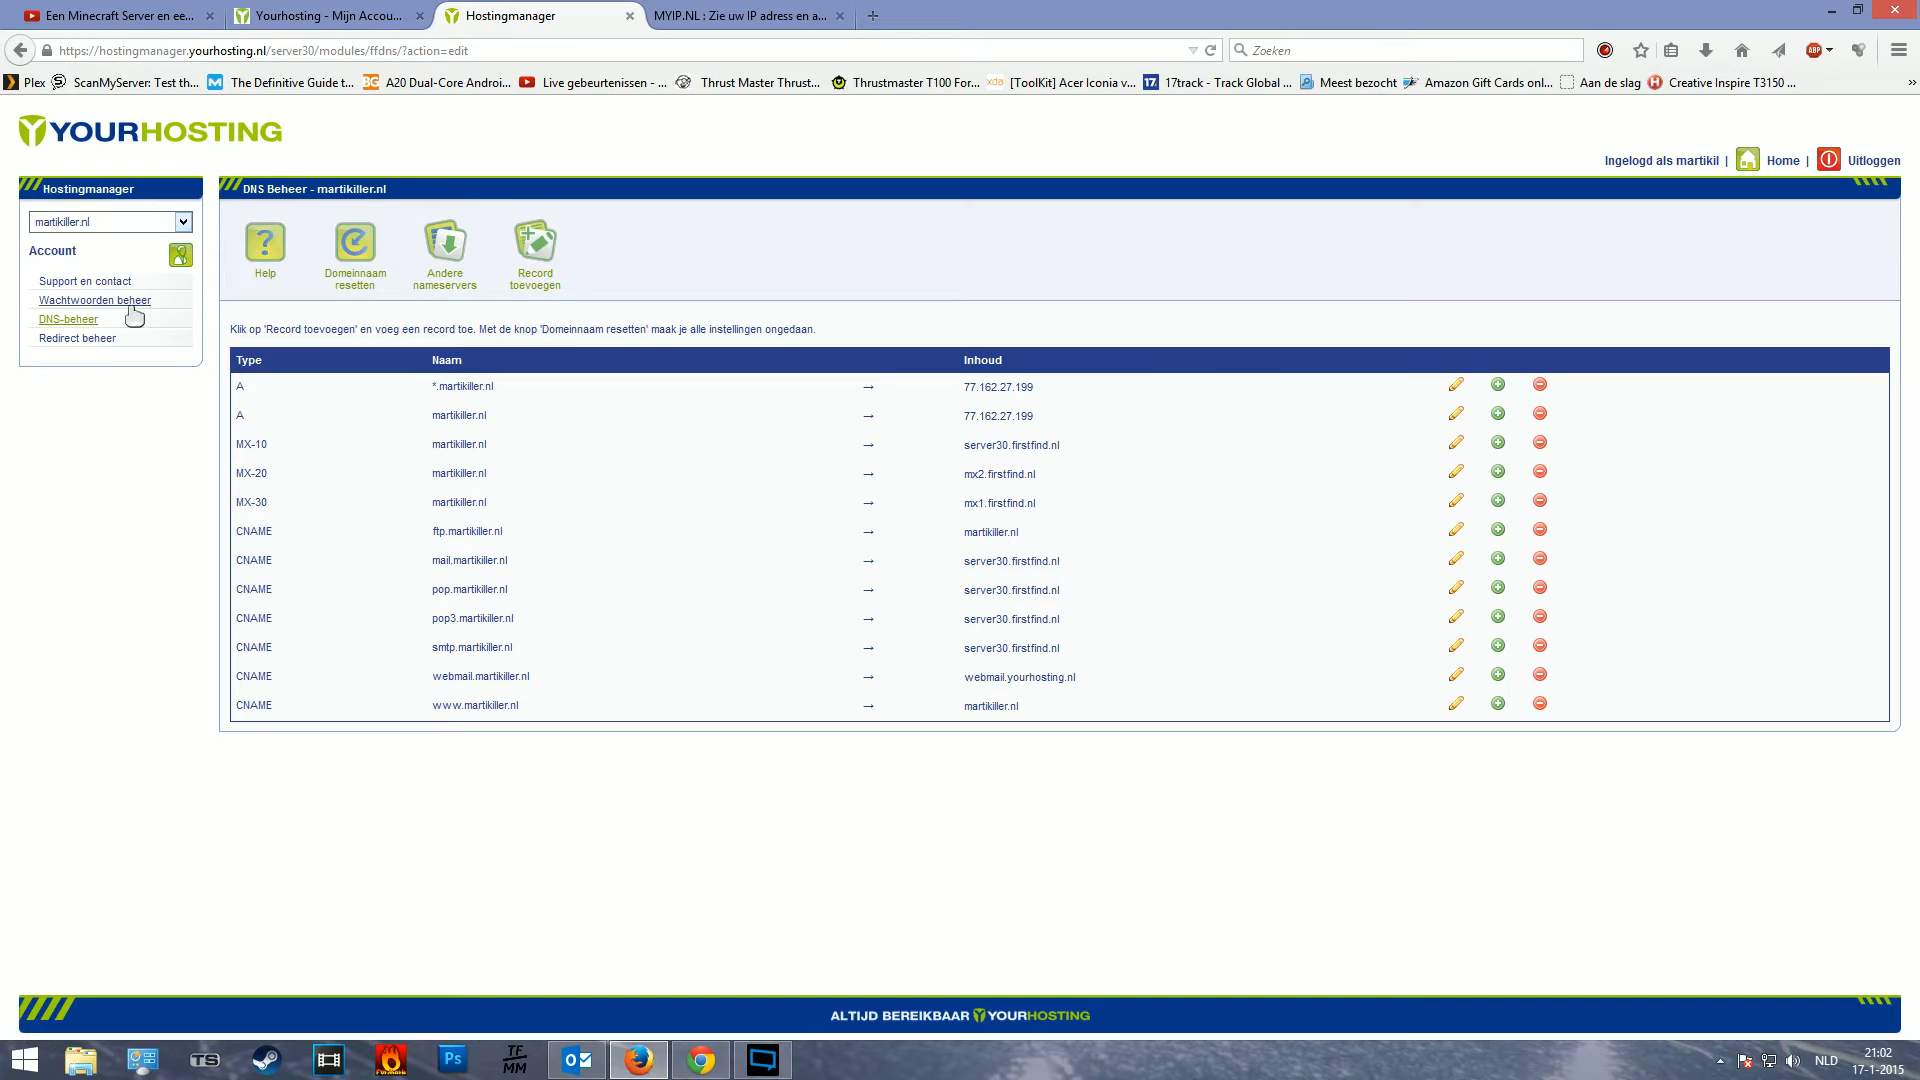 Een Minecraft Server en ee...
Yourhosting - Mijn Accou...
Hostingmanager
MYIP.NL : Zie uw IP adress en a...
https://hostingmanager.yourhosting.nl/server30/modules/ffdns/?action=edit
Zoeken
ABP
Plex
ScanMyServer: Test th...
The Definitive Guide t...
A20 Dual-Core Androi...
Live gebeurtenissen - ...
Thrust Master Thrust...
Thrustmaster T100 For...
[ToolKit] Acer Iconia v...
17track - Track Global ...
Meest bezocht
Amazon Gift Cards onl...
Aan de slag
Creative Inspire T3150 ...
YOURHOSTING
Ingelogd als martikil | Home | Uitloggen
Hostingmanager
martikiller.nl
Account
Support en contact
Wachtwoorden beheer
DNS-beheer
Redirect beheer
DNS Beheer - martikiller.nl
Help
Domeinnaam resetten
Andere nameservers
Record toevoegen
Klik op 'Record toevoegen' en voeg een record toe. Met de knop 'Domeinnaam resetten' maak je alle instellingen ongedaan.
Type Naam Inhoud
A *.martikiller.nl → 77.162.27.199
A martikiller.nl → 77.162.27.199
MX-10 martikiller.nl → server30.firstfind.nl
MX-20 martikiller.nl → mx2.firstfind.nl
MX-30 martikiller.nl → mx1.firstfind.nl
CNAME ftp.martikiller.nl → martikiller.nl
CNAME mail.martikiller.nl → server30.firstfind.nl
CNAME pop.martikiller.nl → server30.firstfind.nl
CNAME pop3.martikiller.nl → server30.firstfind.nl
CNAME smtp.martikiller.nl → server30.firstfind.nl
CNAME webmail.martikiller.nl → webmail.yourhosting.nl
CNAME www.martikiller.nl → martikiller.nl
ALTIJD BEREIKBAAR YOURHOSTING
TS
Ps
TF
MM
NLD
21:02
17-1-2015